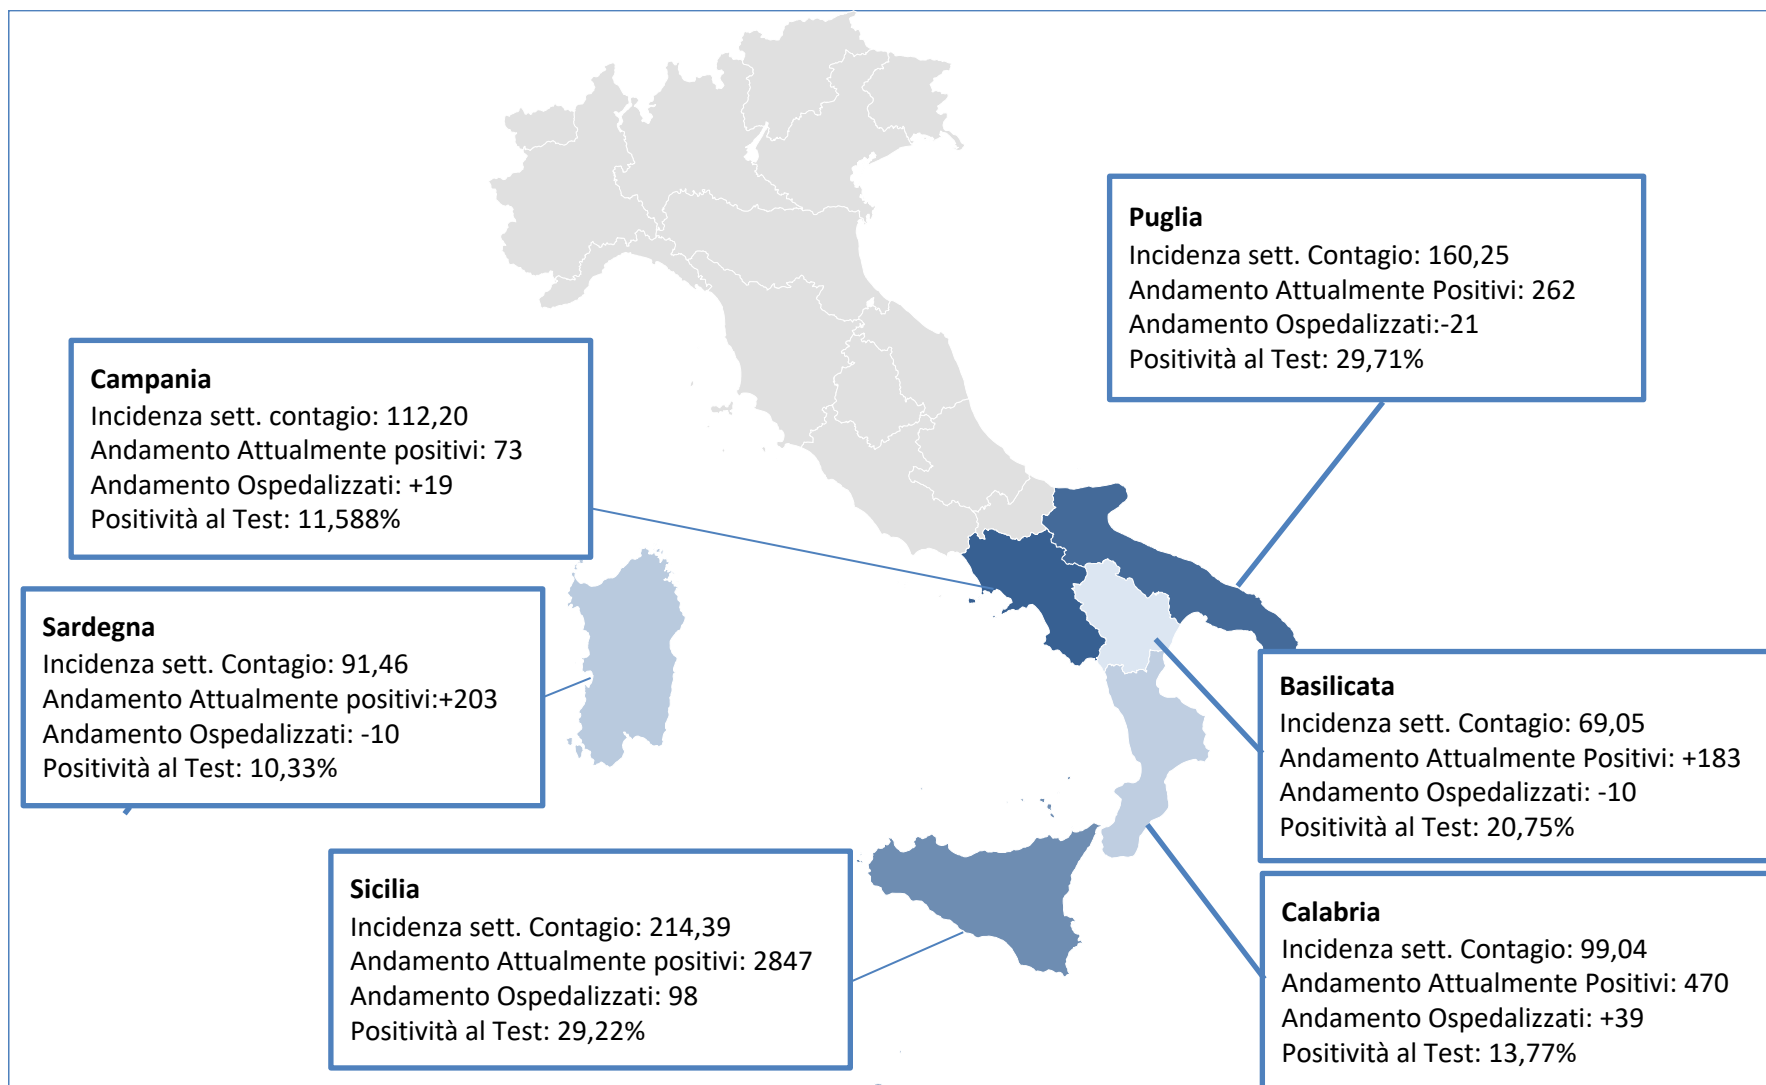 Puglia
Incidenza sett. Contagio: 160,25
Andamento Attualmente Positivi: 262
Andamento Ospedalizzati:-21
Positività al Test: 29,71%
Campania
Incidenza sett. contagio: 112,20
Andamento Attualmente positivi: 73
Andamento Ospedalizzati: +19
Positività al Test: 11,588%
Sardegna
Incidenza sett. Contagio: 91,46
Andamento Attualmente positivi:+203
Andamento Ospedalizzati: -10
Positività al Test: 10,33%
Basilicata
Incidenza sett. Contagio: 69,05
Andamento Attualmente Positivi: +183
Andamento Ospedalizzati: -10
Positività al Test: 20,75%
Sicilia
Incidenza sett. Contagio: 214,39
Andamento Attualmente positivi: 2847
Andamento Ospedalizzati: 98
Positività al Test: 29,22%
Calabria
Incidenza sett. Contagio: 99,04
Andamento Attualmente Positivi: 470
Andamento Ospedalizzati: +39
Positività al Test: 13,77%